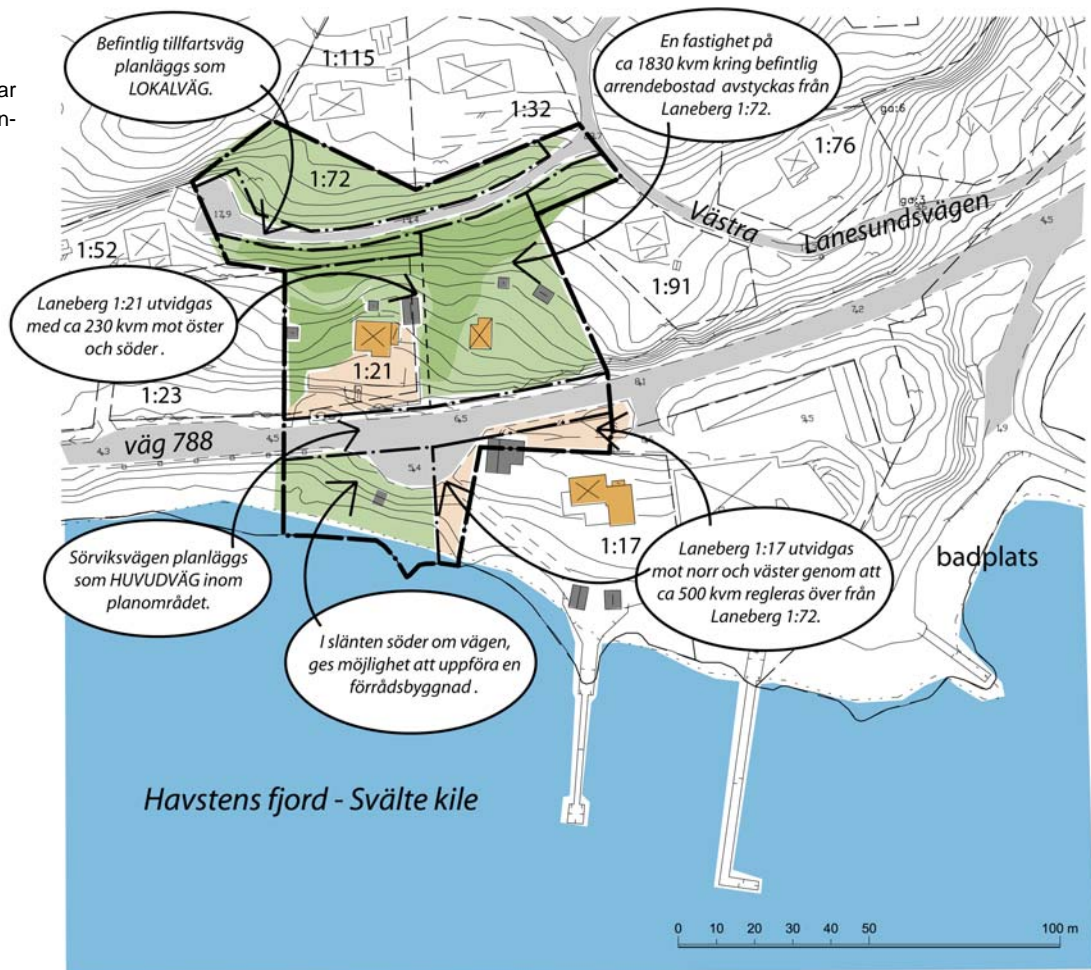 ar
n-
Befintlig tillfartsväg
planläggs som
LOKALVÄG.
1:115
En fastighet på
ca 1830 kvm kring befintlig
arrendebostad avstyckas från
Laneberg 1:72.
1:32
ga:6
1:76
1:72
Västra
Lanesundsvägen
ga:3
1:52
1:91
Laneberg 1:21 utvidgas
med ca 230 kvm mot öster
och söder .
1:21
1:23
väg 788
Sörviksvägen planläggs
som HUVUDVÄG inom
planområdet.
I slänten söder om vägen,
ges möjlighet att uppföra en
förrådsbyggnad .
1:17
Laneberg 1:17 utvidgas
mot norr och väster genom att
ca 500 kvm regleras över från
Laneberg 1:72.
badplats
Havstens fjord - Svälte kile
0 10 20 30 40 50 100 m